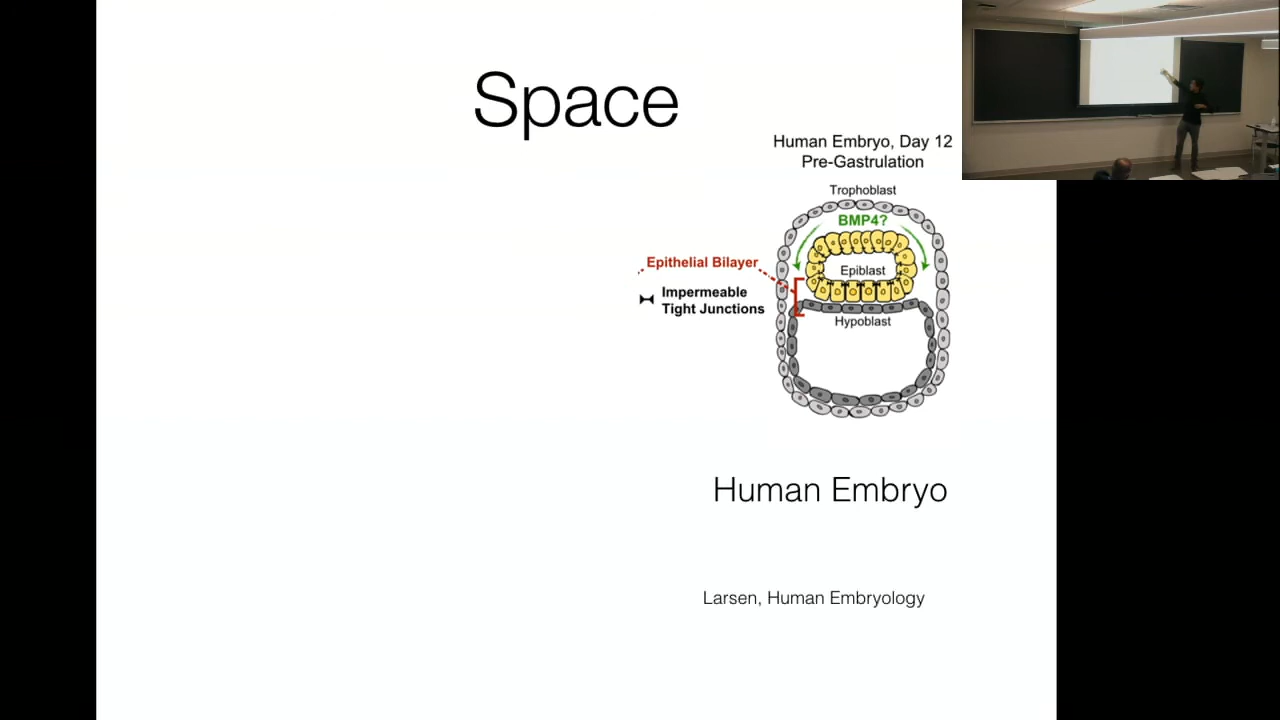 Space
Human Embryo, Day 12
Pre-Gastrulation
Trophoblast
BMP4?
Epithelial Bilayer
Epiblast
Impermeable
Tight Junctions
Hypoblast
Human Embryo
Larsen, Human Embryology